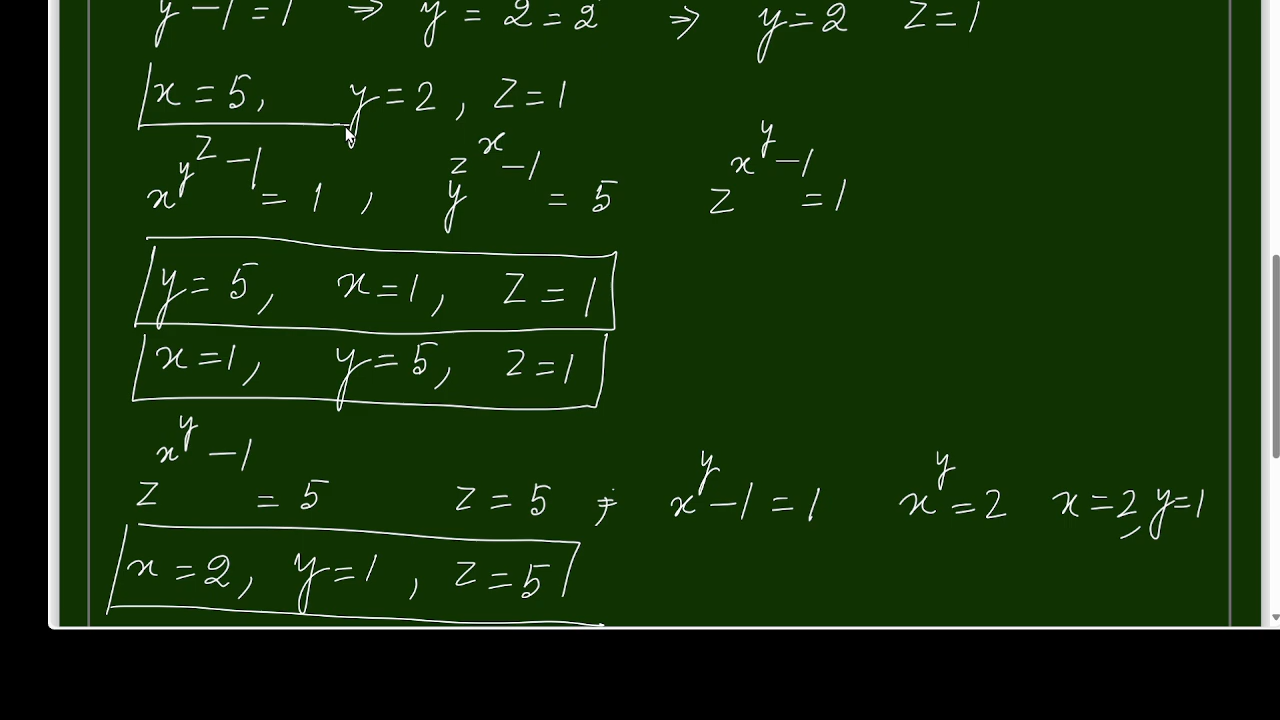 y - 1 = 1 ⇒ y = 2 = 2 ⇒ y = 2 z = 1
x = 5, y = 2, z = 1
x^{y^z - 1} = 1, y^{z^x - 1} = 5 z^{x^y - 1} = 1
y = 5, x = 1, z = 1
x = 1, y = 5, z = 1
z^{x^y - 1} = 5 z = 5 ; x^y - 1 = 1 x^y = 2 x = 2, y = 1
x = 2, y = 1, z = 5